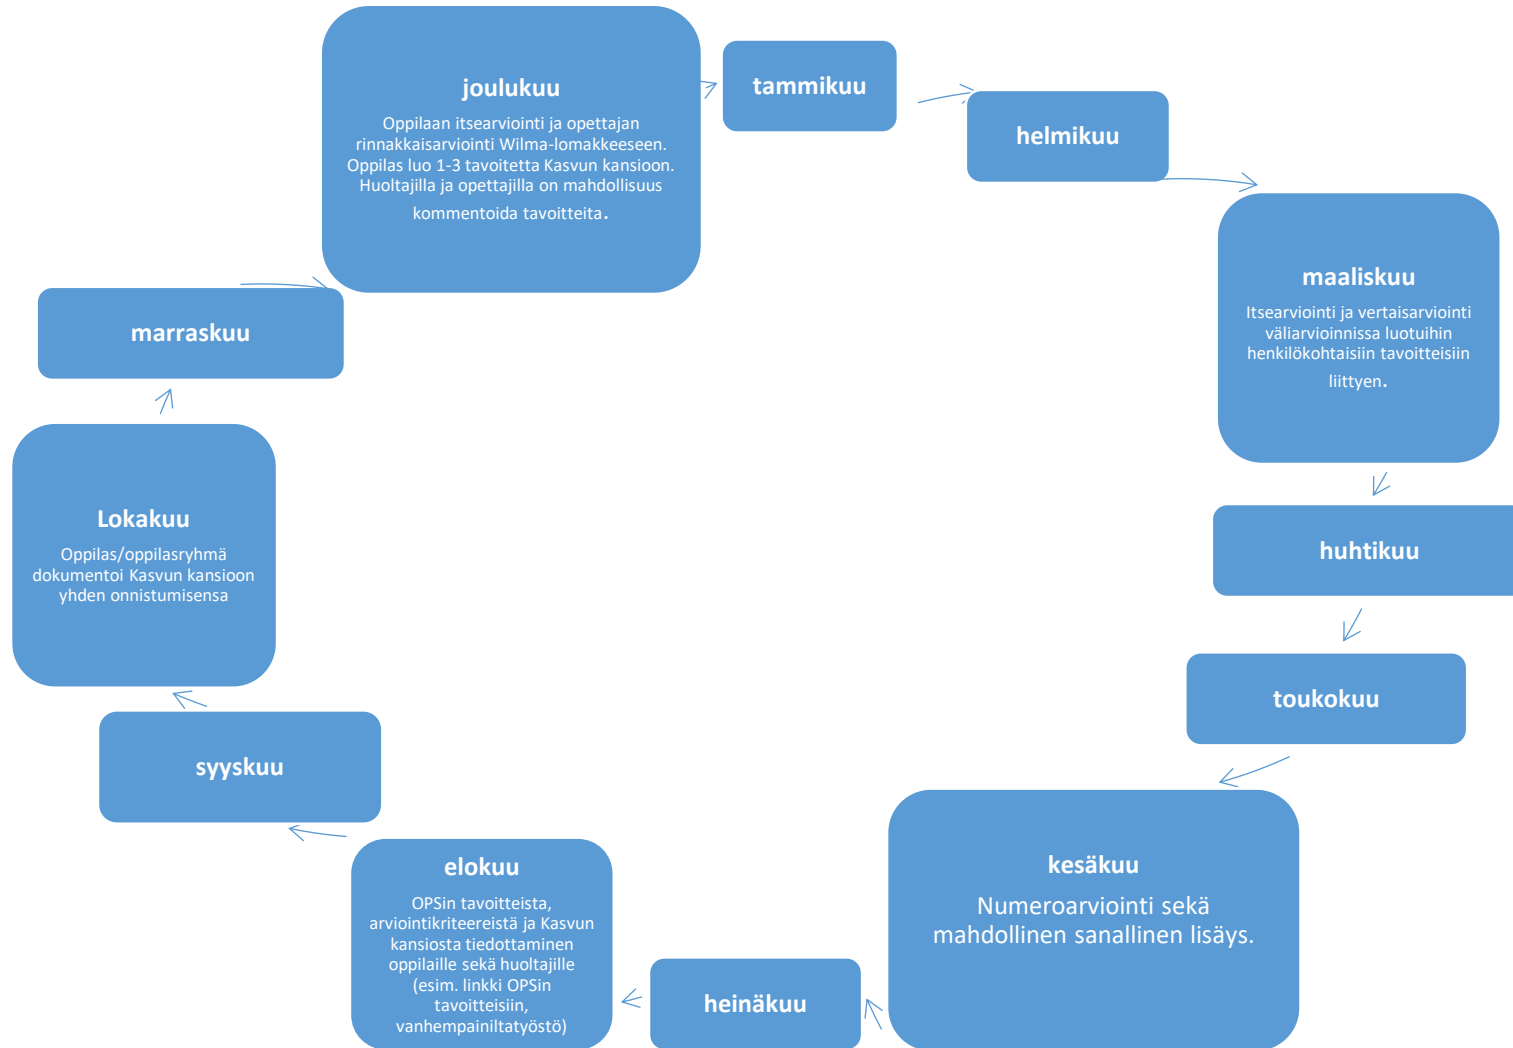 joulukuu
Oppilaan itsearviointi ja opettajan
rinnakkaisarviointi Wilma-lomakkeeseen.
Oppilas luo 1-3 tavoitetta Kasvun kansioon.
Huoltajilla ja opettajilla on mahdollisuus
kommentoida tavoitteita.
tammikuu
helmikuu
maaliskuu
Itsearviointi ja vertaisarviointi
väliarvioinnissa luotuihin
henkilökohtaisiin tavoitteisiin
liittyen.
huhtikuu
toukokuu
kesäkuu
Numeroarviointi sekä
mahdollinen sanallinen lisäys.
heinäkuu
elokuu
OPSin tavoitteista,
arviointikriteereistä ja Kasvun
kansiosta tiedottaminen
oppilaille sekä huoltajille
(esim. linkki OPSin
tavoitteisiin,
vanhempainiltatyöstö)
syyskuu
Lokakuu
Oppilas/oppilasryhmä
dokumentoi Kasvun kansioon
yhden onnistumisensa
marraskuu